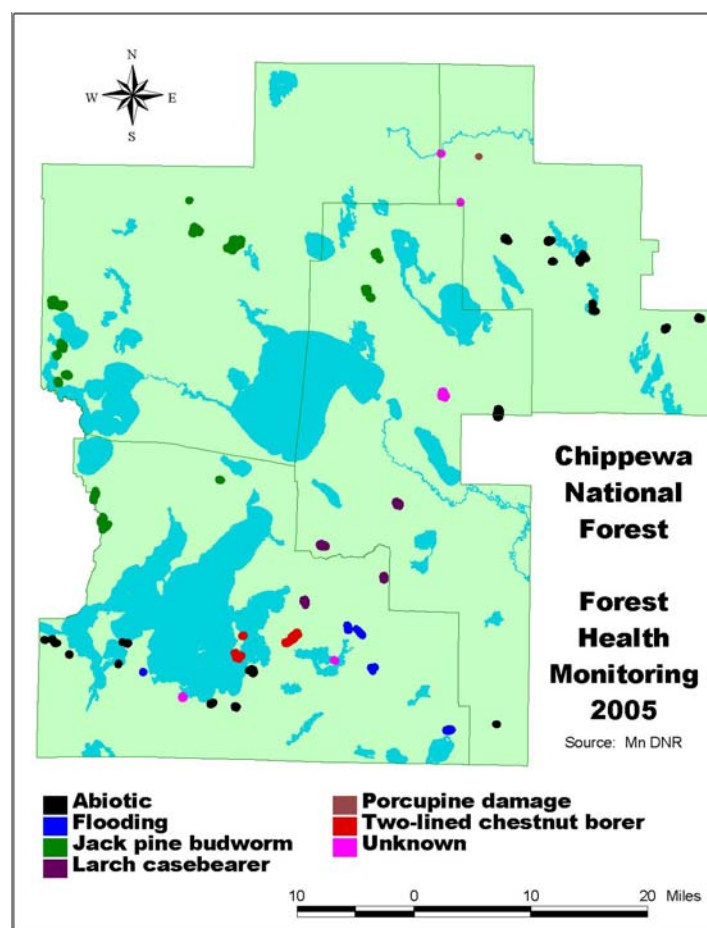 N
W E
S
Chippewa
National
Forest
Forest
Health
Monitoring
2005
Source: Mn DNR
Abiotic
Flooding
Jack pine budworm
Larch casebearer
Porcupine damage
Two-lined chestnut borer
Unknown
10 0 10 20 Miles